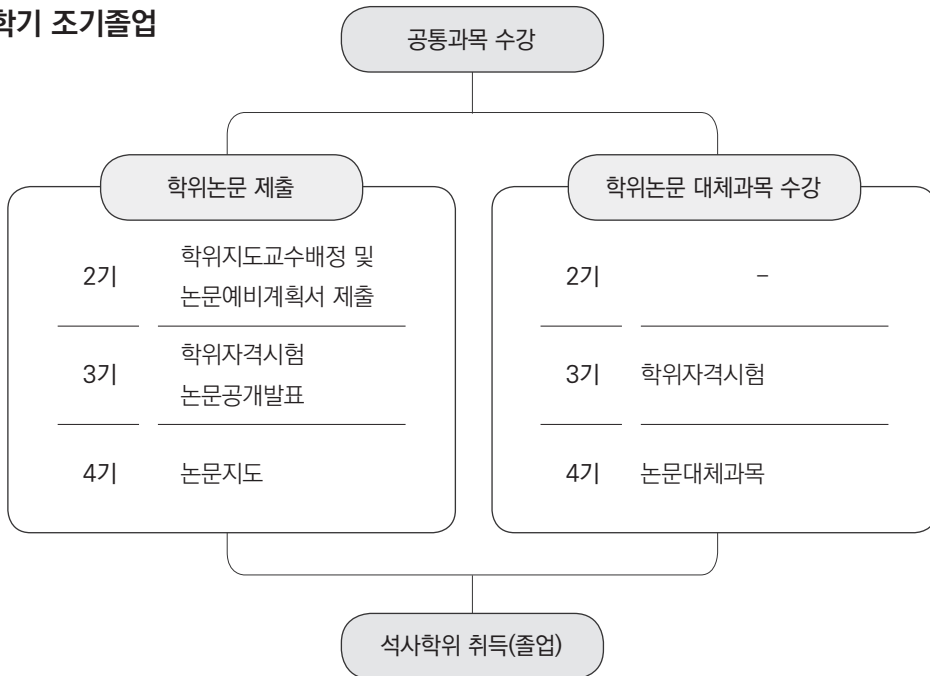 학기 조기졸업
공통과목 수강
학위논문 제출
2기
학위지도교수배정 및
논문예비계획서 제출
3기
학위자격시험
논문공개발표
4기
논문지도
학위논문 대체과목 수강
2기
–
3기
학위자격시험
4기
논문대체과목
석사학위 취득(졸업)